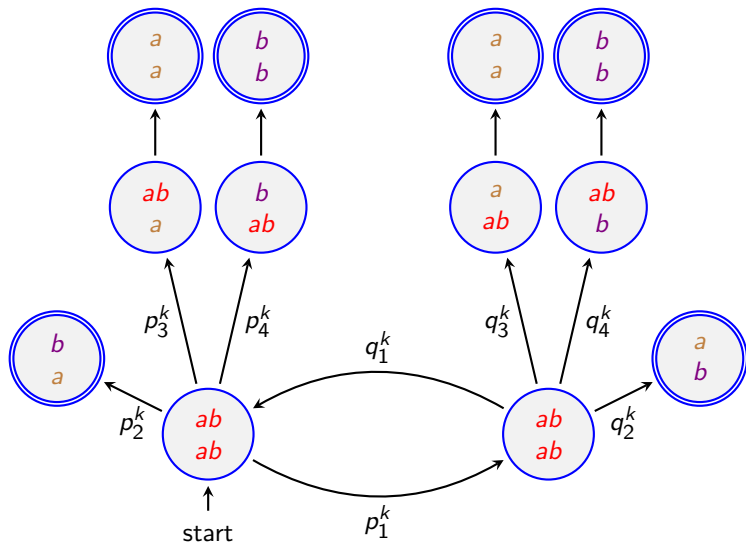 a b a b
a b a b
ab b a ab
a ab ab b
p_3^k p_4^k q_3^k q_4^k
b q_1^k a
a b
p_2^k ab ab q_2^k
ab ab
start p_1^k